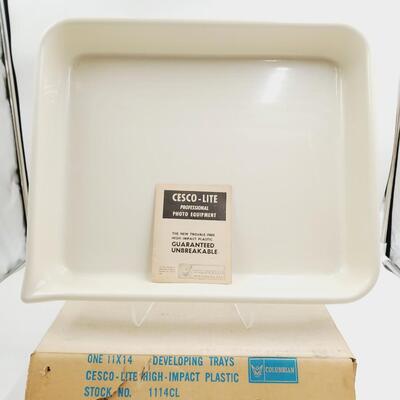 CESCO-LITE
PROFESSIONAL
PHOTO EQUIPMENT
THE NEW TROUBLE FREE
HIGH IMPACT PLASTIC
GUARANTEED
UNBREAKABLE
ONE 11X14 DEVELOPING TRAYS
CESCO-LITE HIGH-IMPACT PLASTIC
STOCK NO. 1114CL
COLUMBIAN